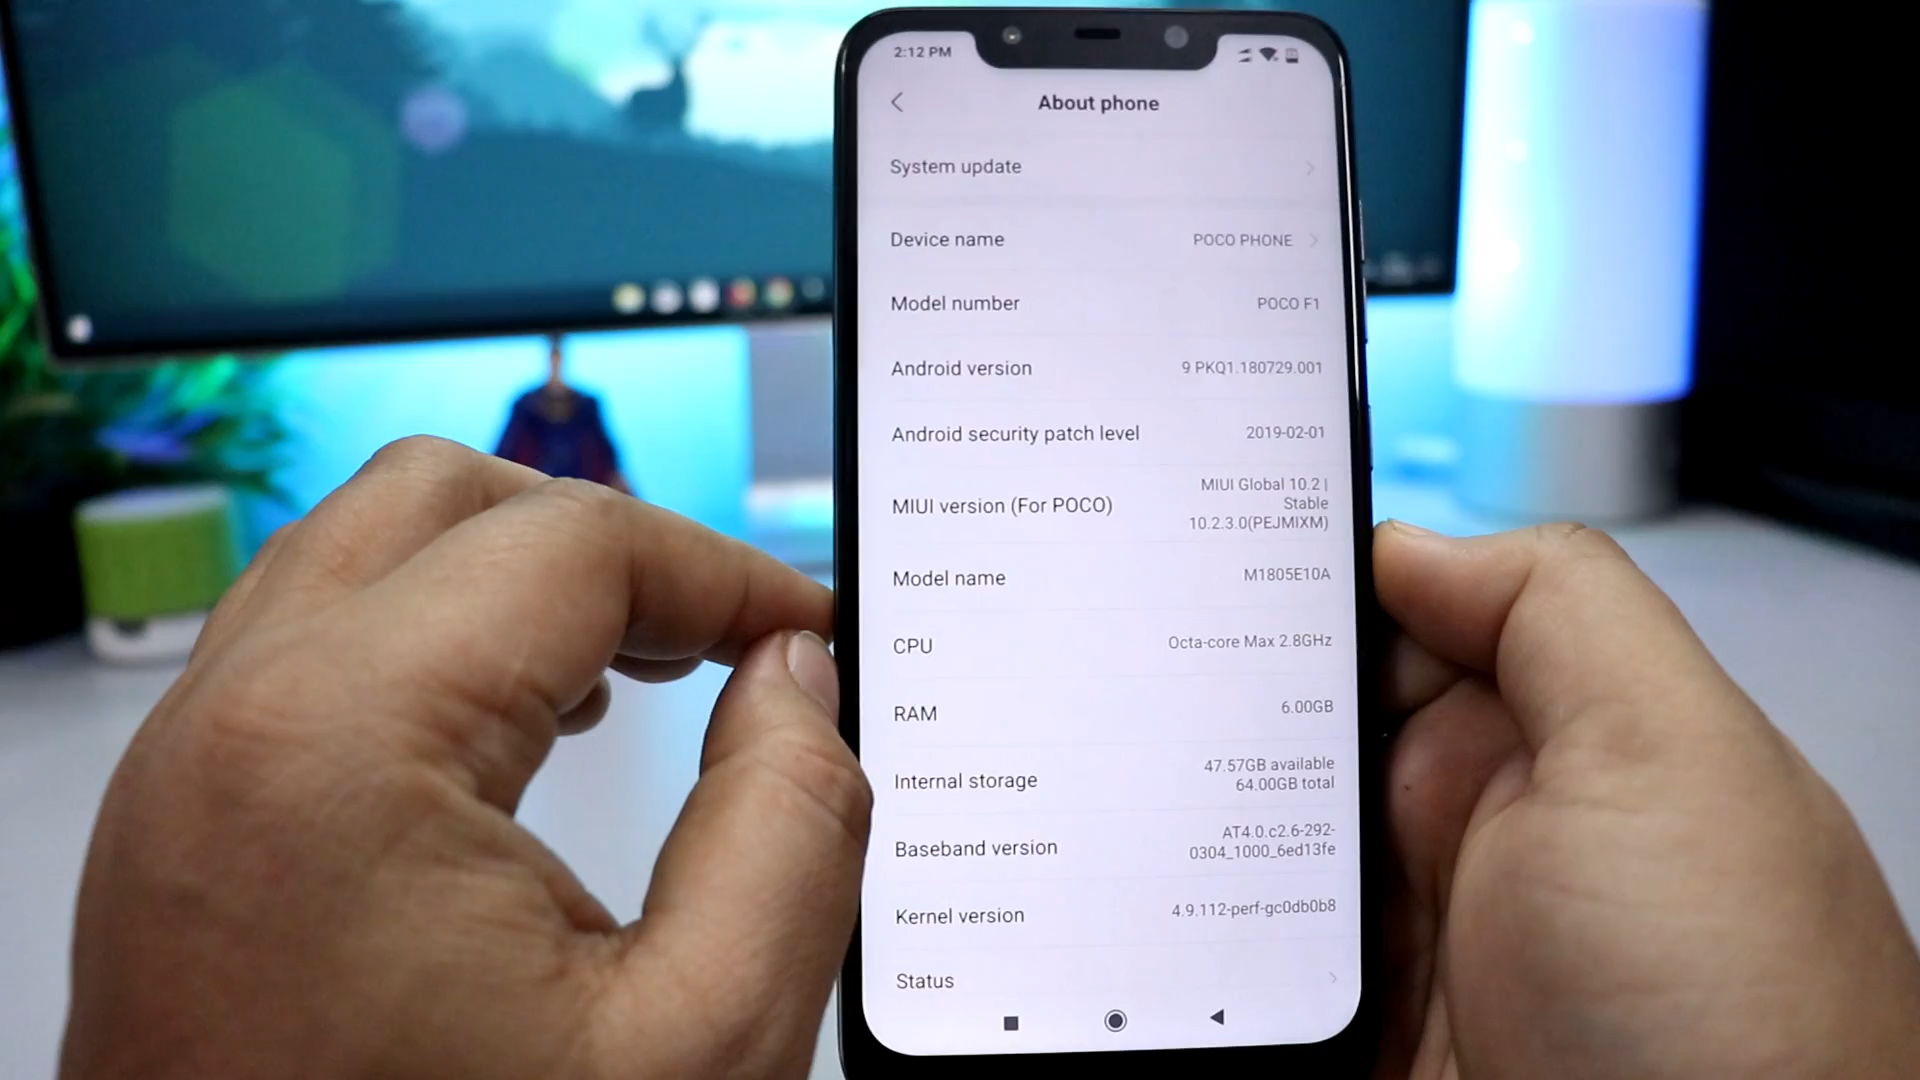 2:12 PM
About phone
System update
Device name POCO PHONE
Model number POCO F1
Android version 9 PKQ1.180729.001
Android security patch level 2019-02-01
MIUI version (For POCO) MIUI Global 10.2 |
Stable
10.2.3.0(PEJMIXM)
Model name M1805E10A
CPU Octa-core Max 2.8GHz
RAM 6.00GB
Internal storage 47.57GB available
64.00GB total
Baseband version AT4.0.c2.6-292-
0304_1000_6ed13fe
Kernel version 4.9.112-perf-gc0db0b8
Status